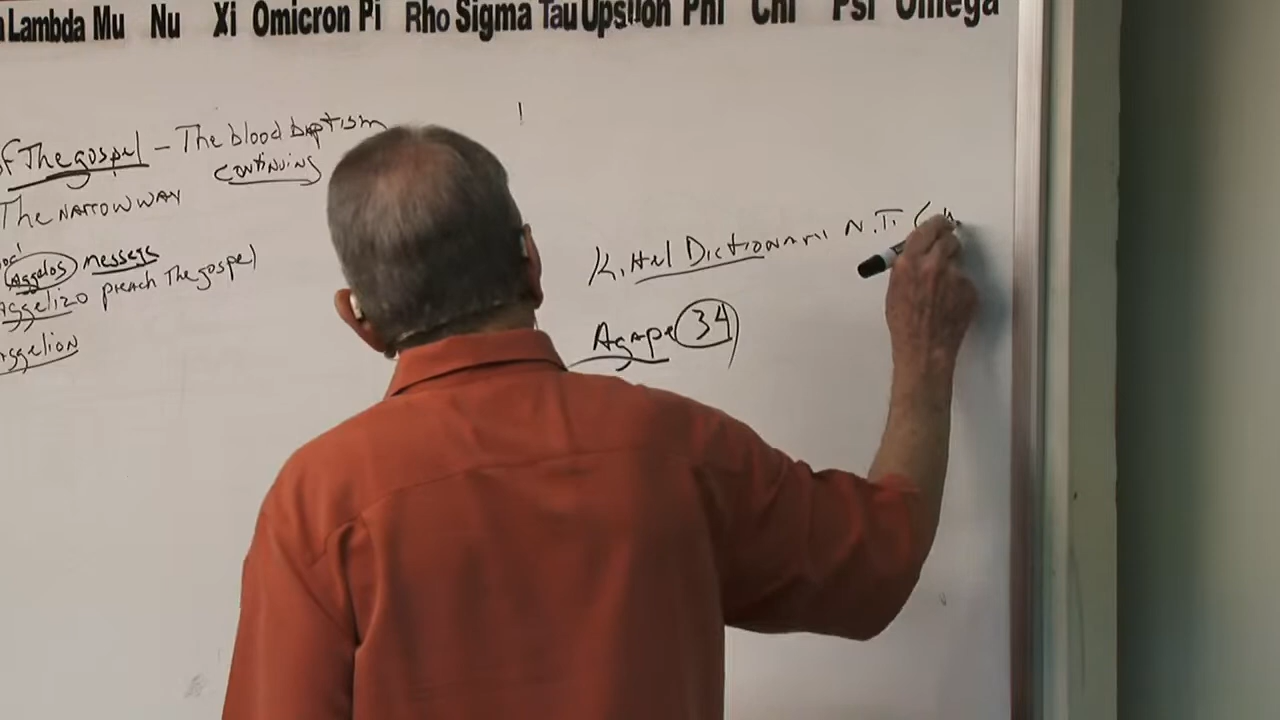 Lambda Mu Nu Xi Omicron Pi Rho Sigma Tau Upsilon Phi Chi Psi Omega
f The gospel – The blood baptism
continuing
The narrow way
Aggelos messegs
aggelizo preach The gospel
aggelion
Kittel Dictionary N.T. (
Agape 34